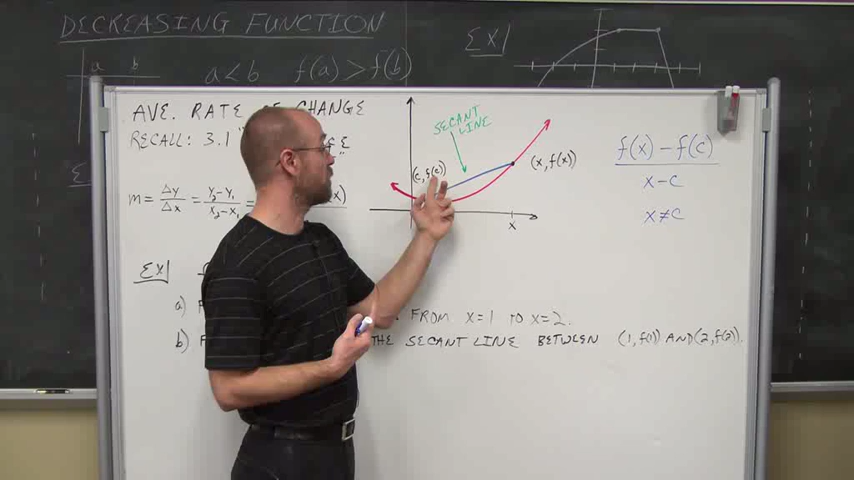 DECREASING FUNCTION
a b
a < b f(a) > f(b)
EX|
AVE. RATE OF CHANGE
RECALL: 3.1
SECANT
LINE
(c, f(c))
(x, f(x))
x
f(x) - f(c)
x - c
x ≠ c
m = Δy/Δx = y₂-y₁/x₂-x₁ =
EX|
a) F
FROM x=1 TO x=2.
b) F THE SECANT LINE BETWEEN (1, f(1)) AND (2, f(2)).